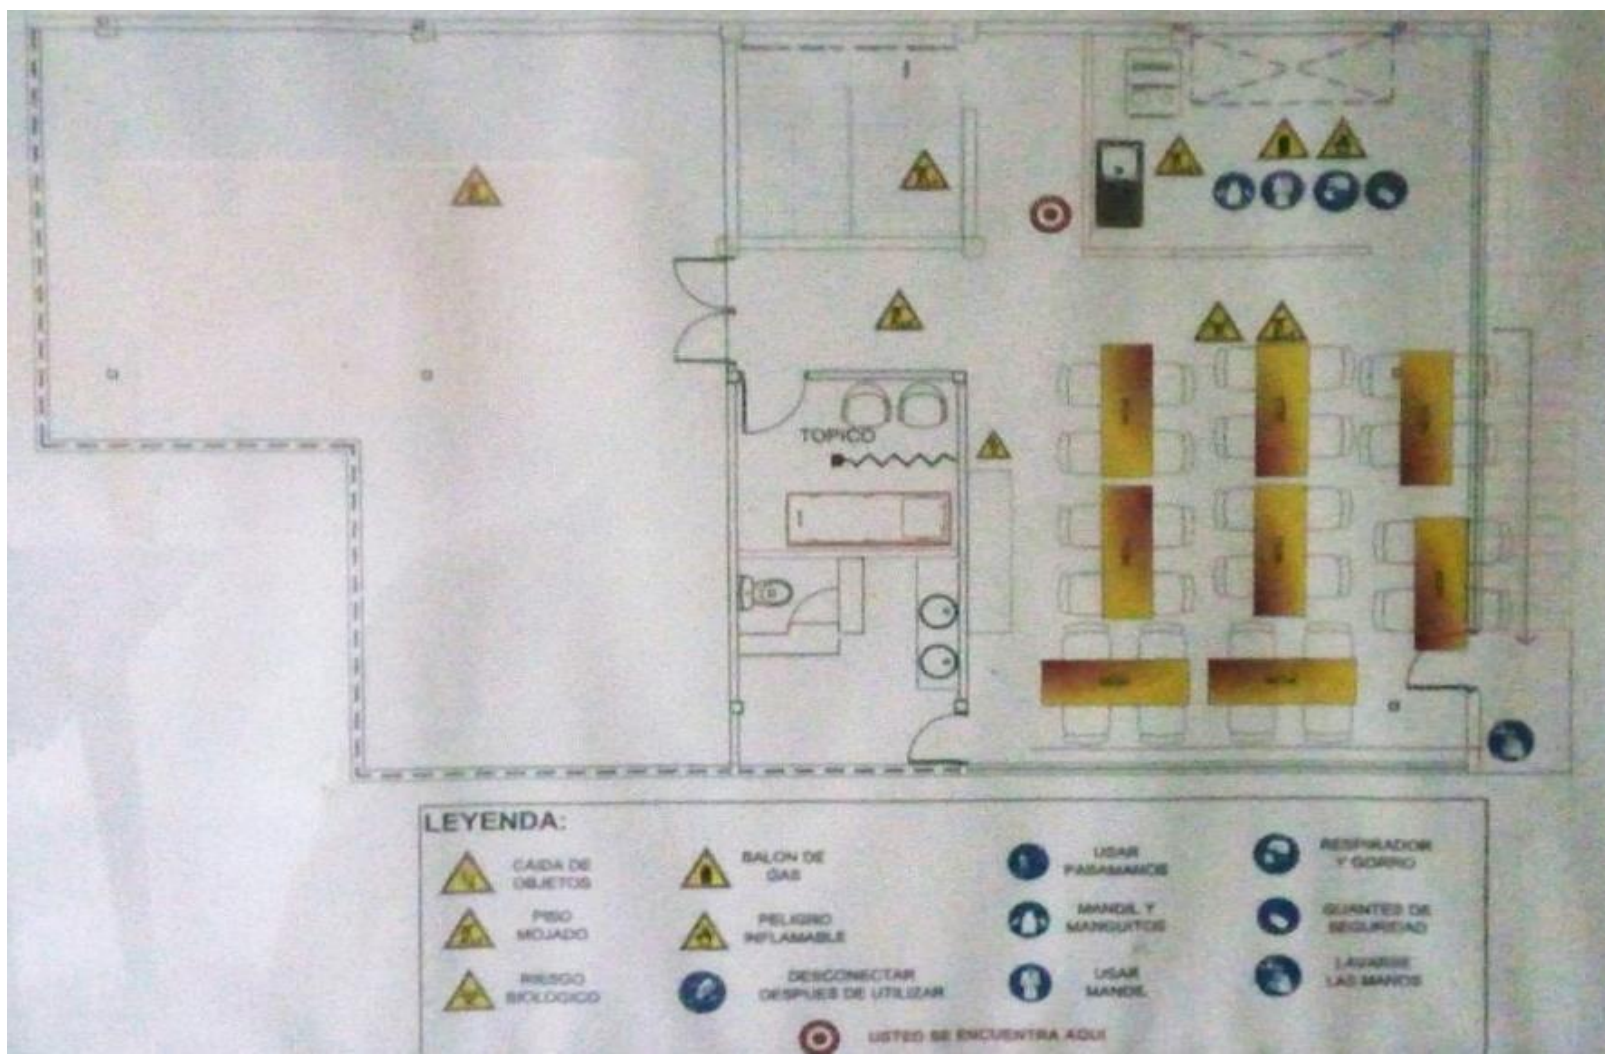 TOPICO
LEYENDA:
CAIDA DE
OBJETOS
PISO
MOJADO
RIESGO
BIOLOGICO
BALON DE
GAS
PELIGRO
INFLAMABLE
DESCONECTAR
DESPUES DE UTILIZAR
USAR
PASAMANOS
MANDIL Y
MANGUITOS
USAR
MANDIL
RESPIRADOR
Y GORRO
GUANTES DE
SEGURIDAD
LAVARSE
LAS MANOS
USTED SE ENCUENTRA AQUI